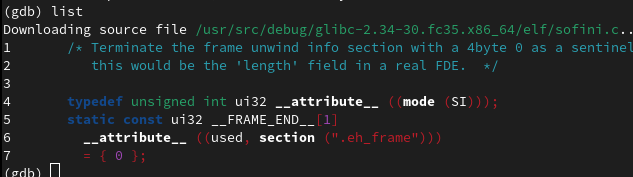 (gdb) list
Downloading source file /usr/src/debug/glibc-2.34-30.fc35.x86_64/elf/sofini.c..
1 /* Terminate the frame unwind info section with a 4byte 0 as a sentinel
2 this would be the 'length' field in a real FDE. */
3
4 typedef unsigned int ui32 __attribute__ ((mode (SI)));
5 static const ui32 __FRAME_END__[1]
6 __attribute__ ((used, section (".eh_frame")))
7 = { 0 };
(gdb)